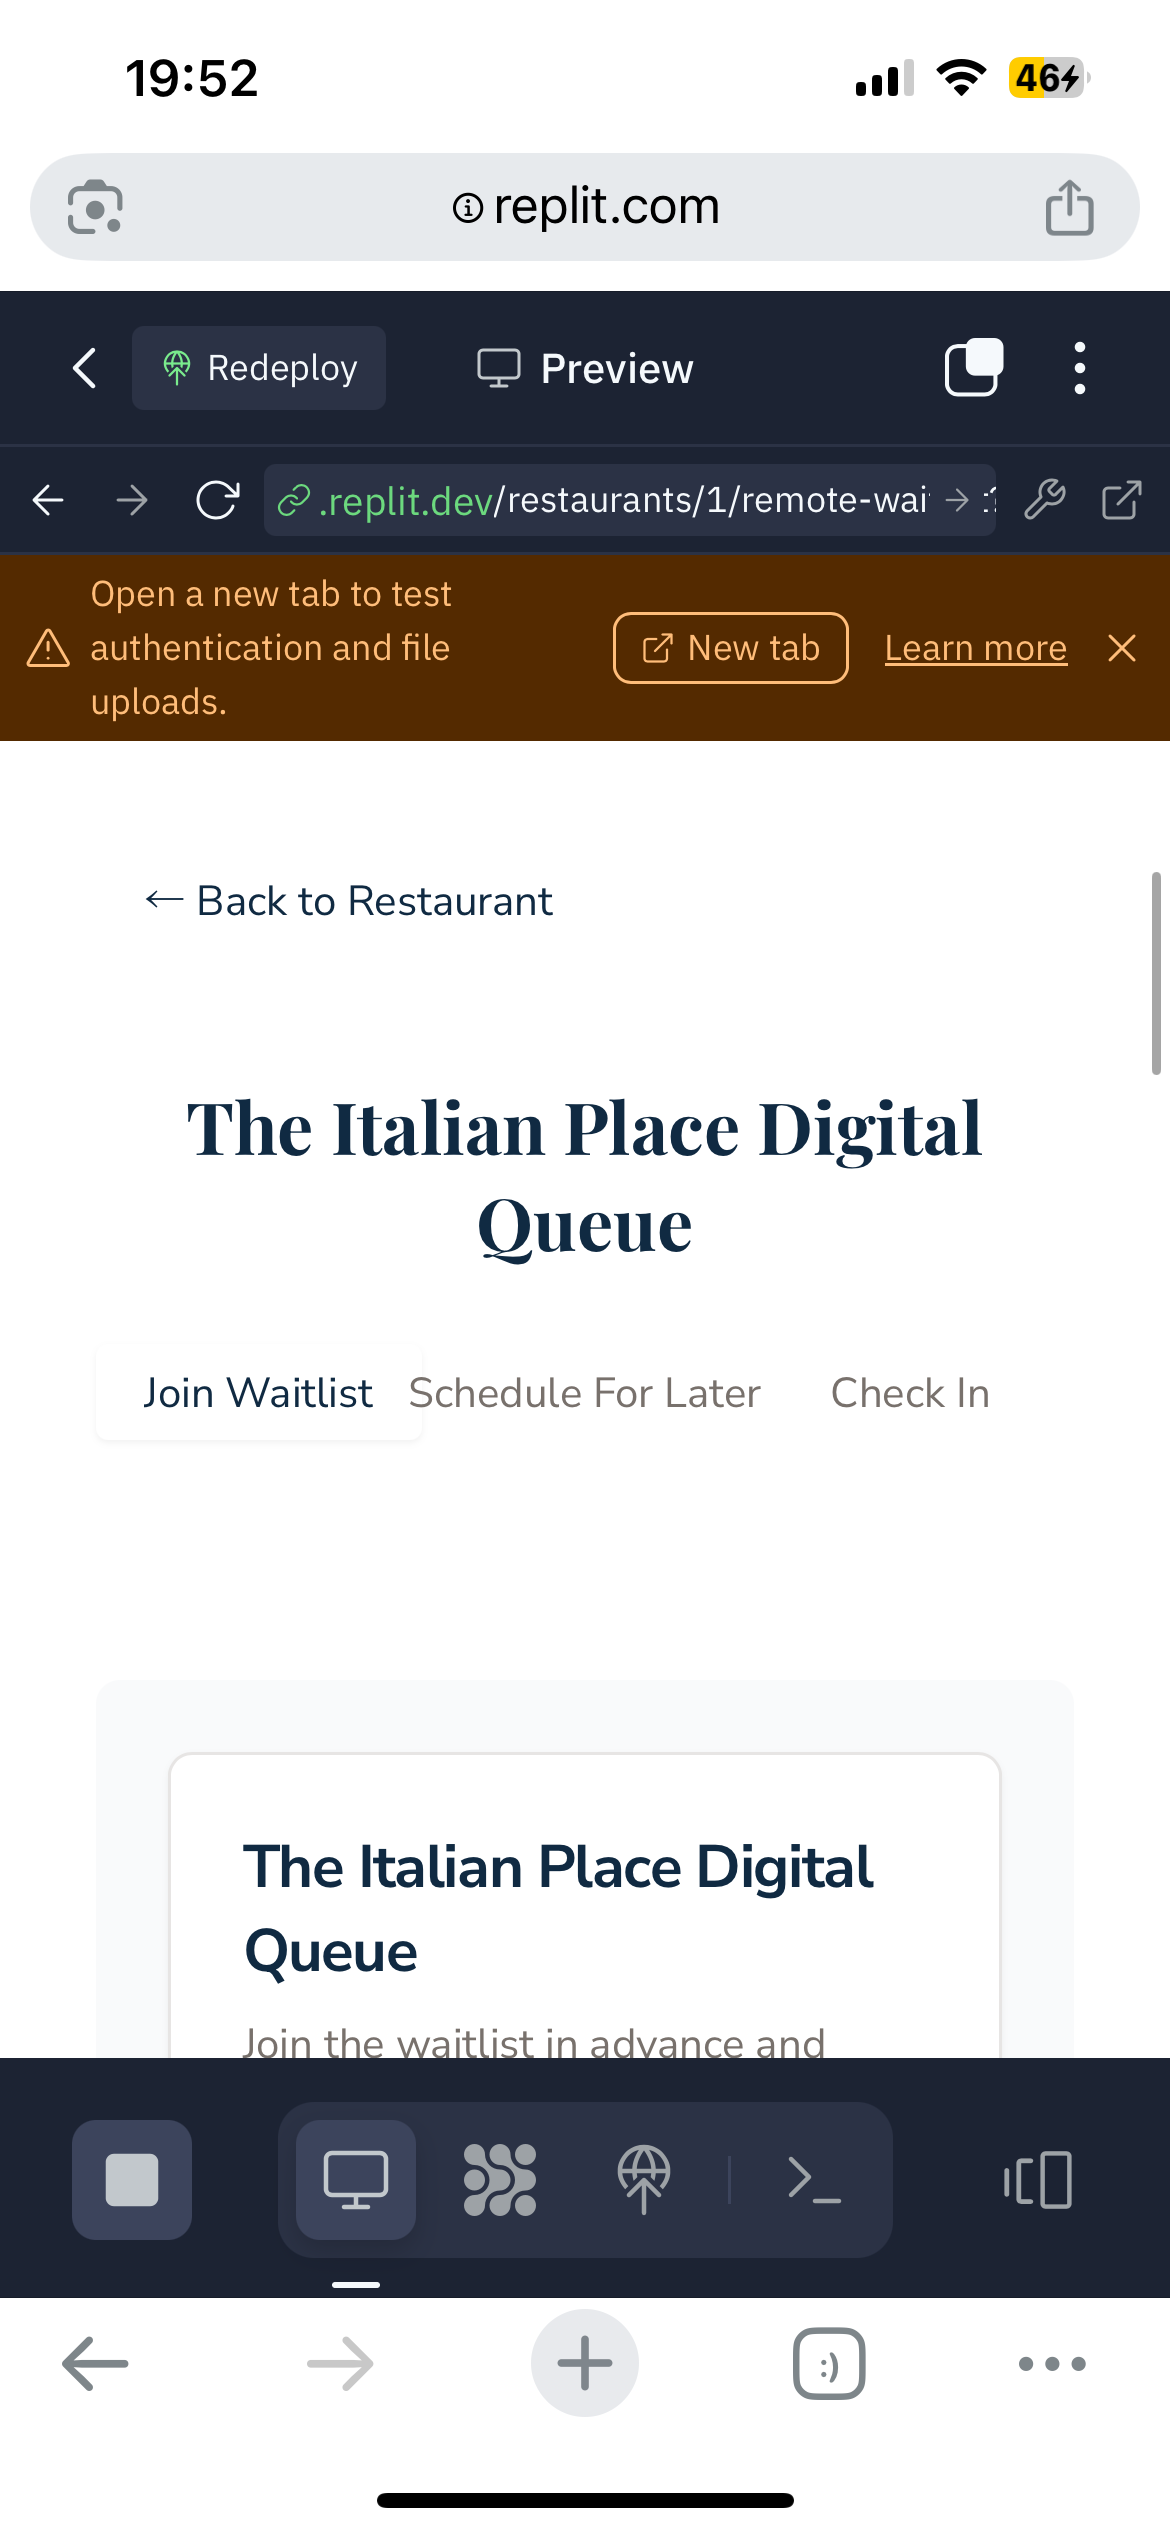 19:52
46
replit.com
Redeploy
Preview
.replit.dev/restaurants/1/remote-wai
Open a new tab to test
authentication and file
uploads.
New tab
Learn more
← Back to Restaurant
The Italian Place Digital
Queue
Join Waitlist
Schedule For Later
Check In
The Italian Place Digital
Queue
Join the waitlist in advance and
:)